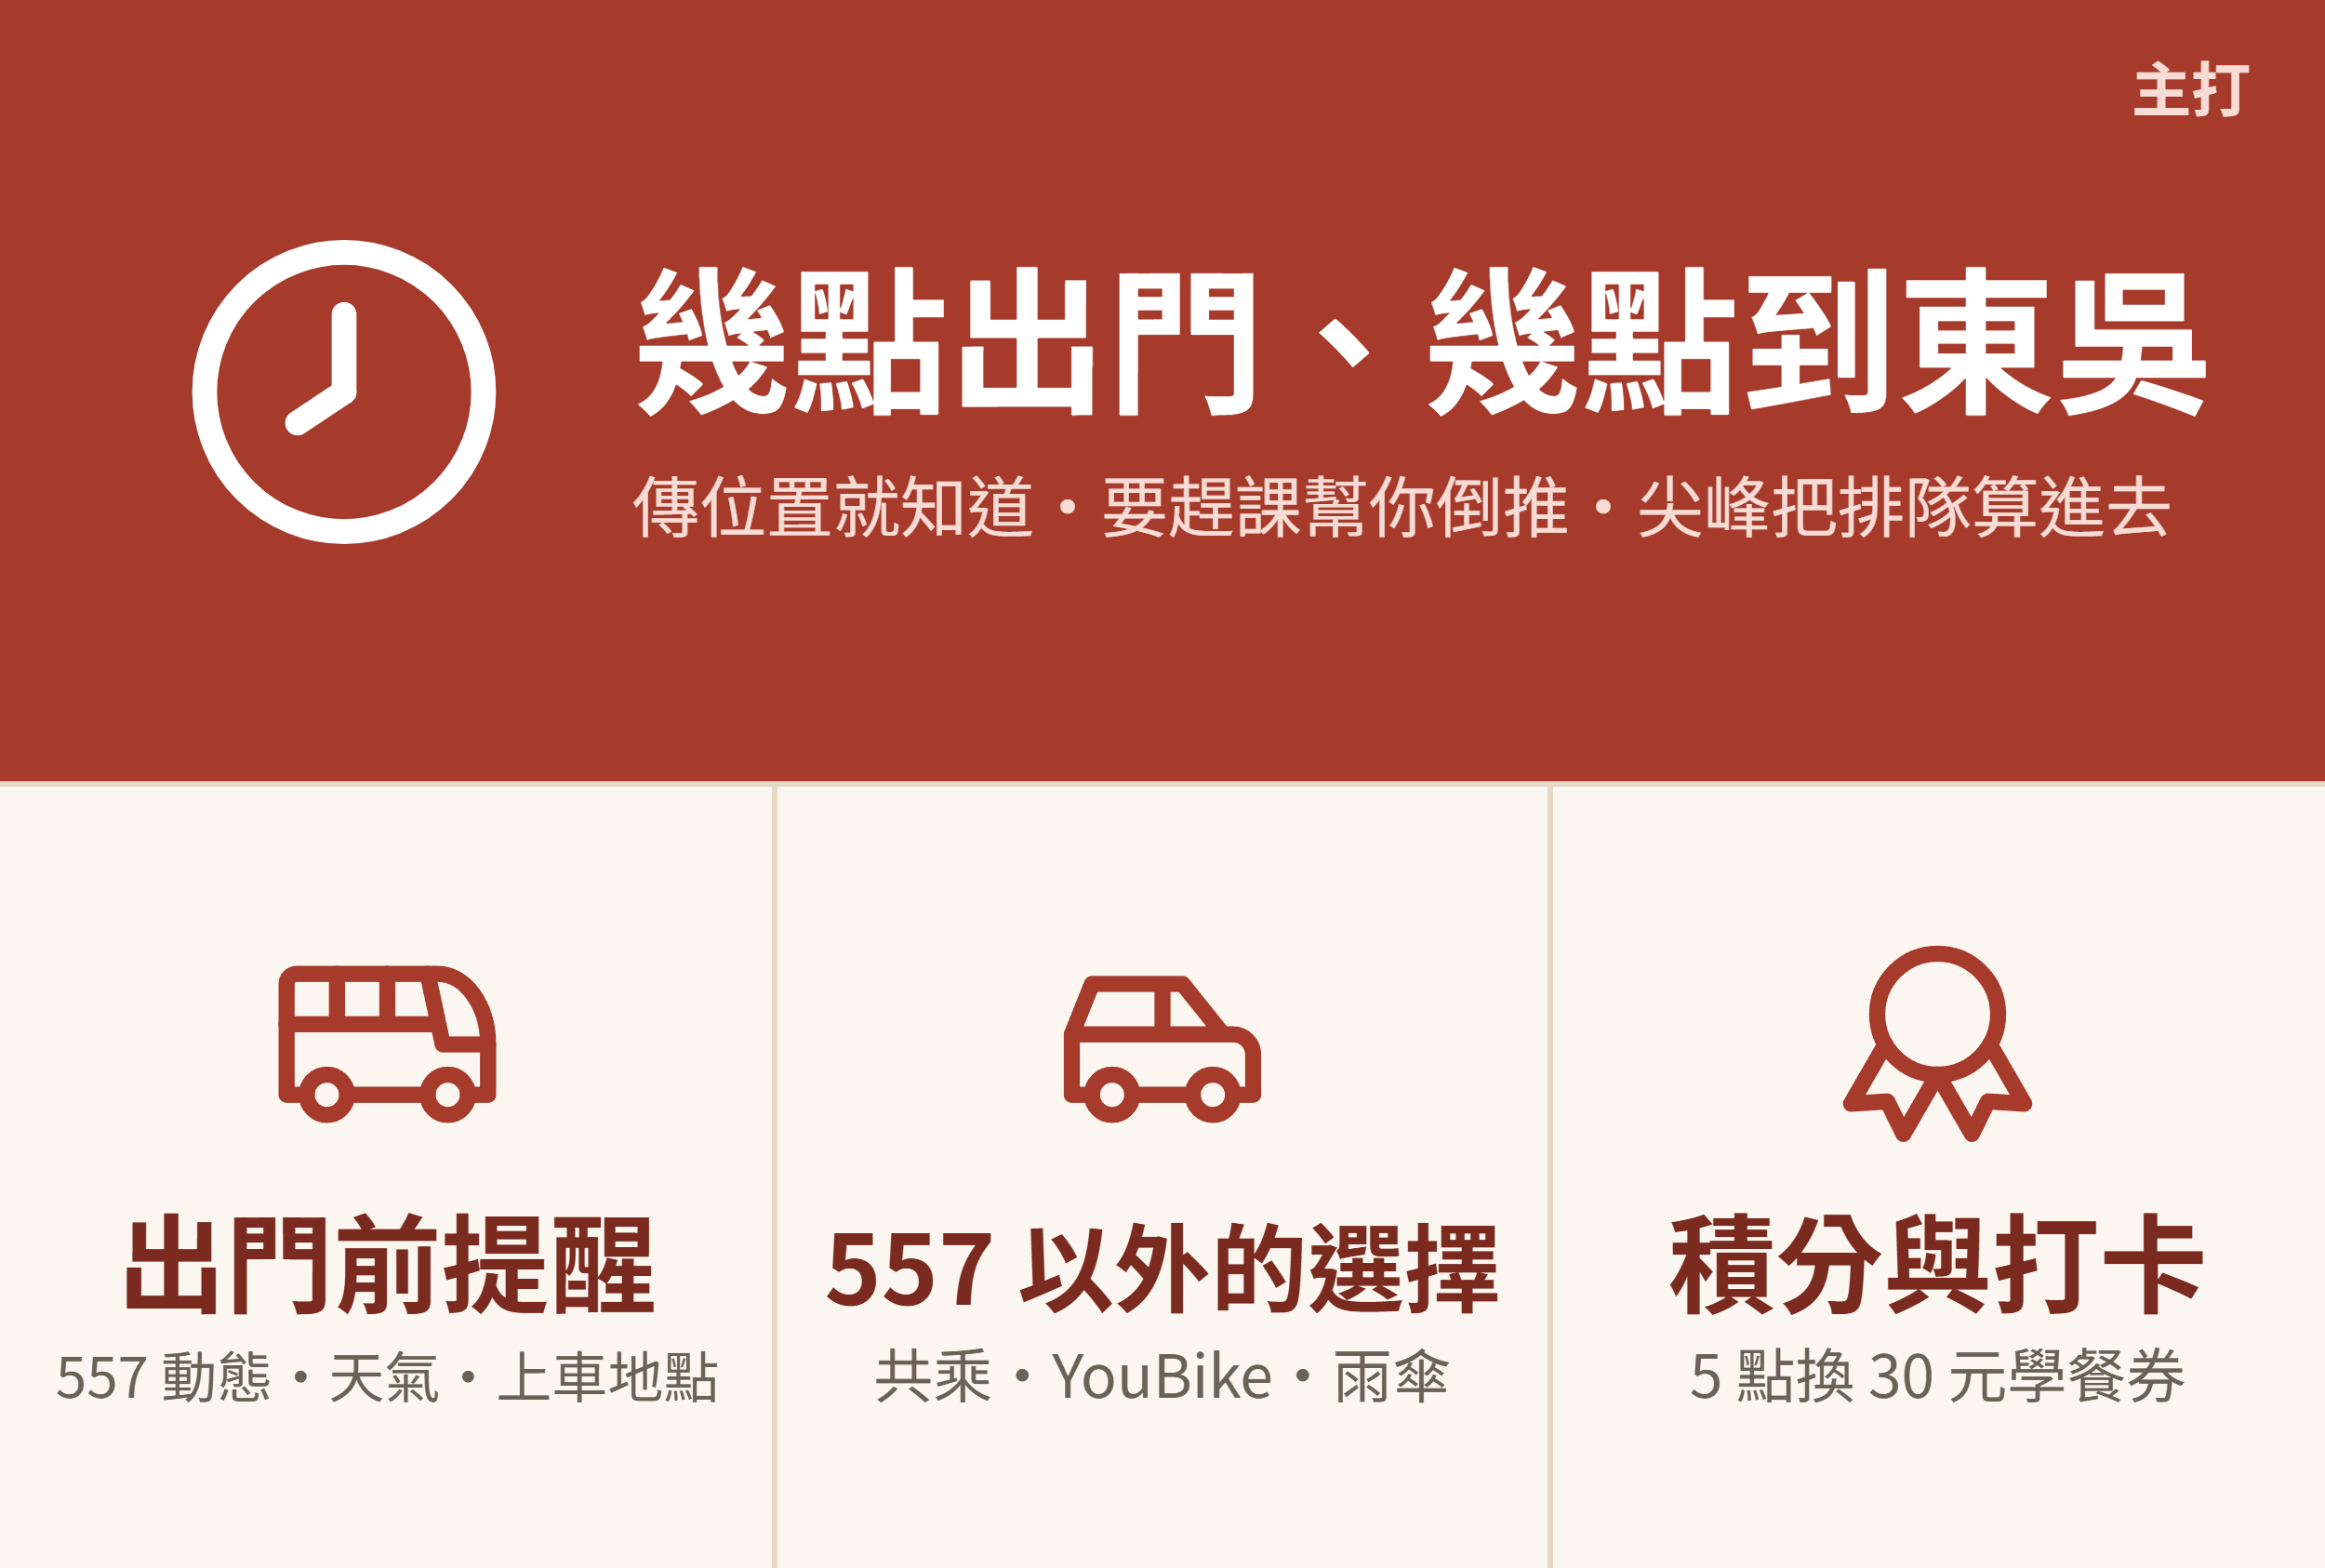 主打
幾點出門、幾點到東吳
傳位置就知道・要趕課幫你倒推・尖峰把排隊算進去
出門前提醒
557 動態・天氣・上車地點
557 以外的選擇
共乘・YouBike・雨傘
積分與打卡
5 點換 30 元學餐券